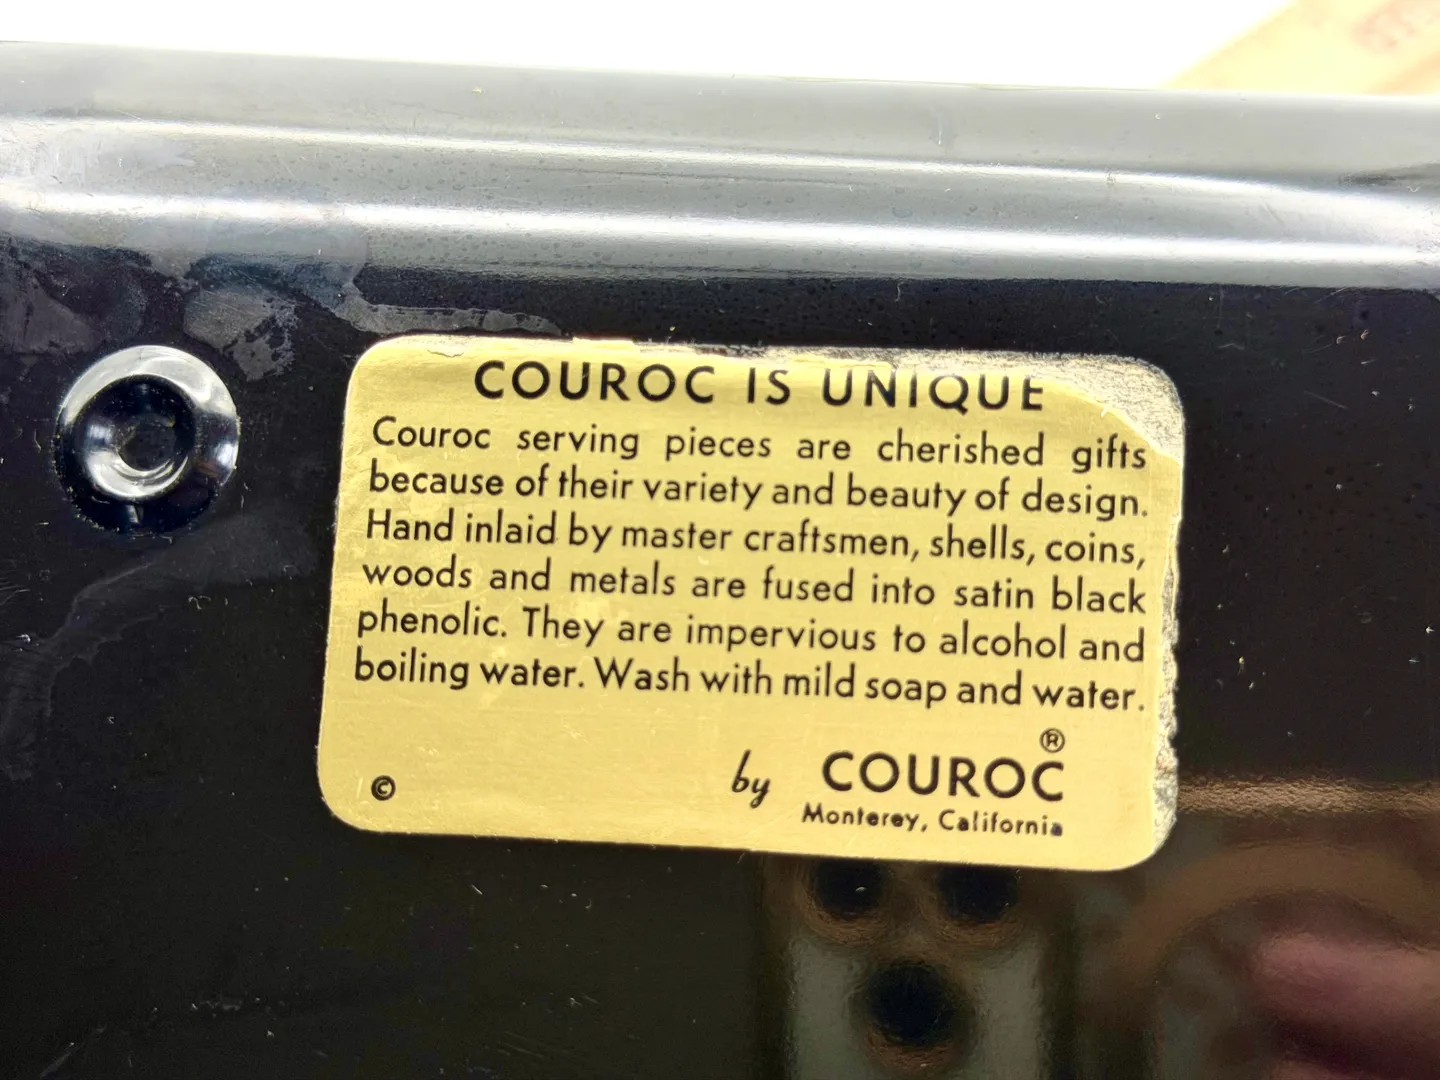 COUROC IS UNIQUE
Couroc serving pieces are cherished gifts
because of their variety and beauty of design.
Hand inlaid by master craftsmen, shells, coins,
woods and metals are fused into satin black
phenolic. They are impervious to alcohol and
boiling water. Wash with mild soap and water.
©
by COUROC®
Monterey, California